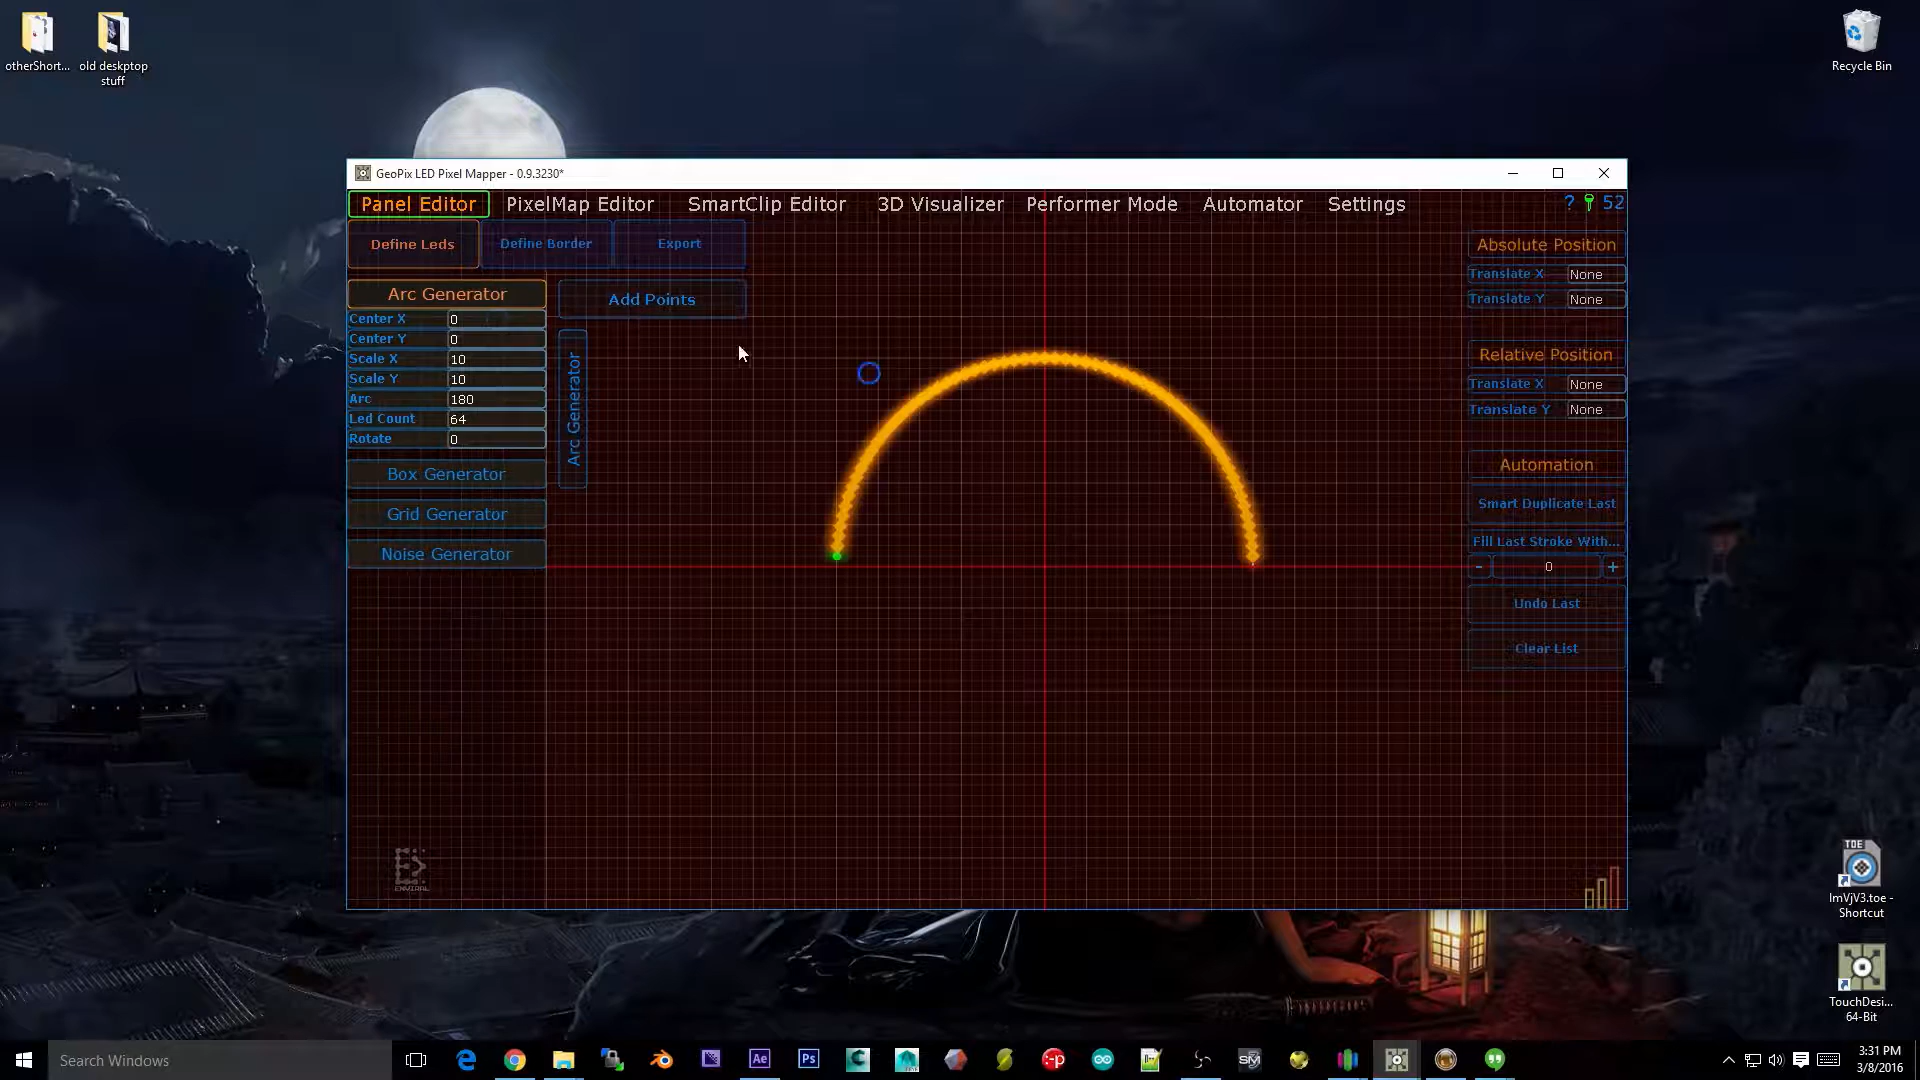 otherShort...
old deskptop
stuff
Recycle Bin
GeoPix LED Pixel Mapper - 0.9.3230*
Panel Editor
PixelMap Editor
SmartClip Editor
3D Visualizer
Performer Mode
Automator
Settings
? 52
Define Leds
Define Border
Export
Arc Generator
Center X 0
Center Y 0
Scale X 10
Scale Y 10
Arc 180
Led Count 64
Rotate 0
Box Generator
Grid Generator
Noise Generator
Add Points
Arc Generator
Absolute Position
Translate X None
Translate Y None
Relative Position
Translate X None
Translate Y None
Automation
Smart Duplicate Last
Fill Last Stroke With...
- 0 +
Undo Last
Clear List
ENVIRAL
TOE
ImVjV3.toe -
Shortcut
TouchDesi...
64-Bit
Search Windows
Ae
Ps
:-p
SM
3:31 PM
3/8/2016